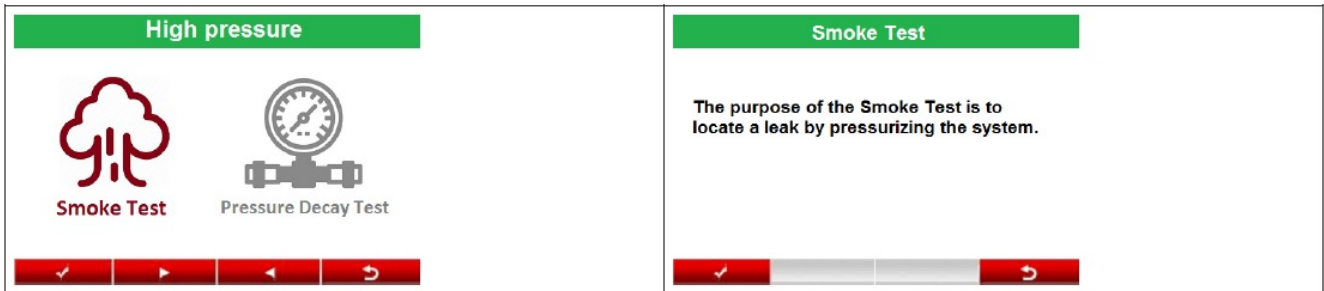 High pressure
Smoke Test
Pressure Decay Test
Smoke Test
The purpose of the Smoke Test is to
locate a leak by pressurizing the system.